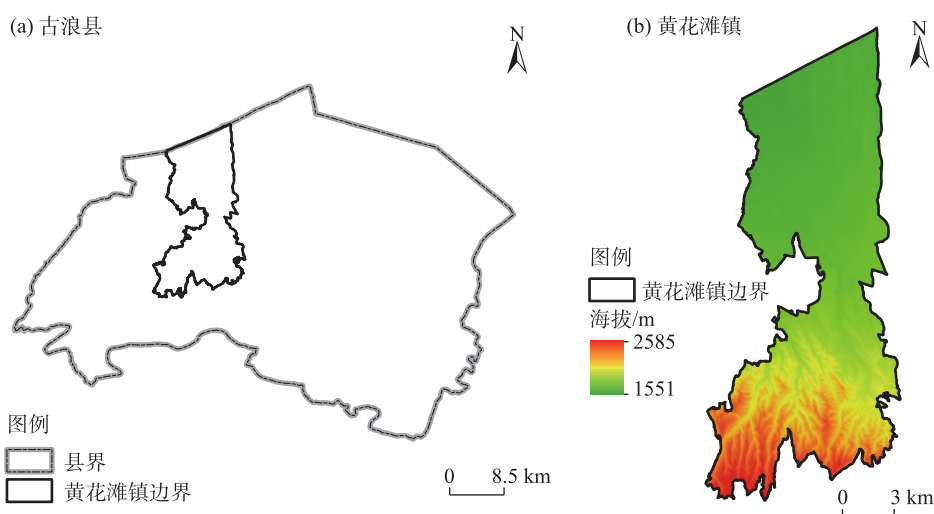 (a) 古浪县
N
图例
县界
黄花滩镇边界
0 8.5 km
(b) 黄花滩镇
N
图例
黄花滩镇边界
海拔/m
2585
1551
0 3 km